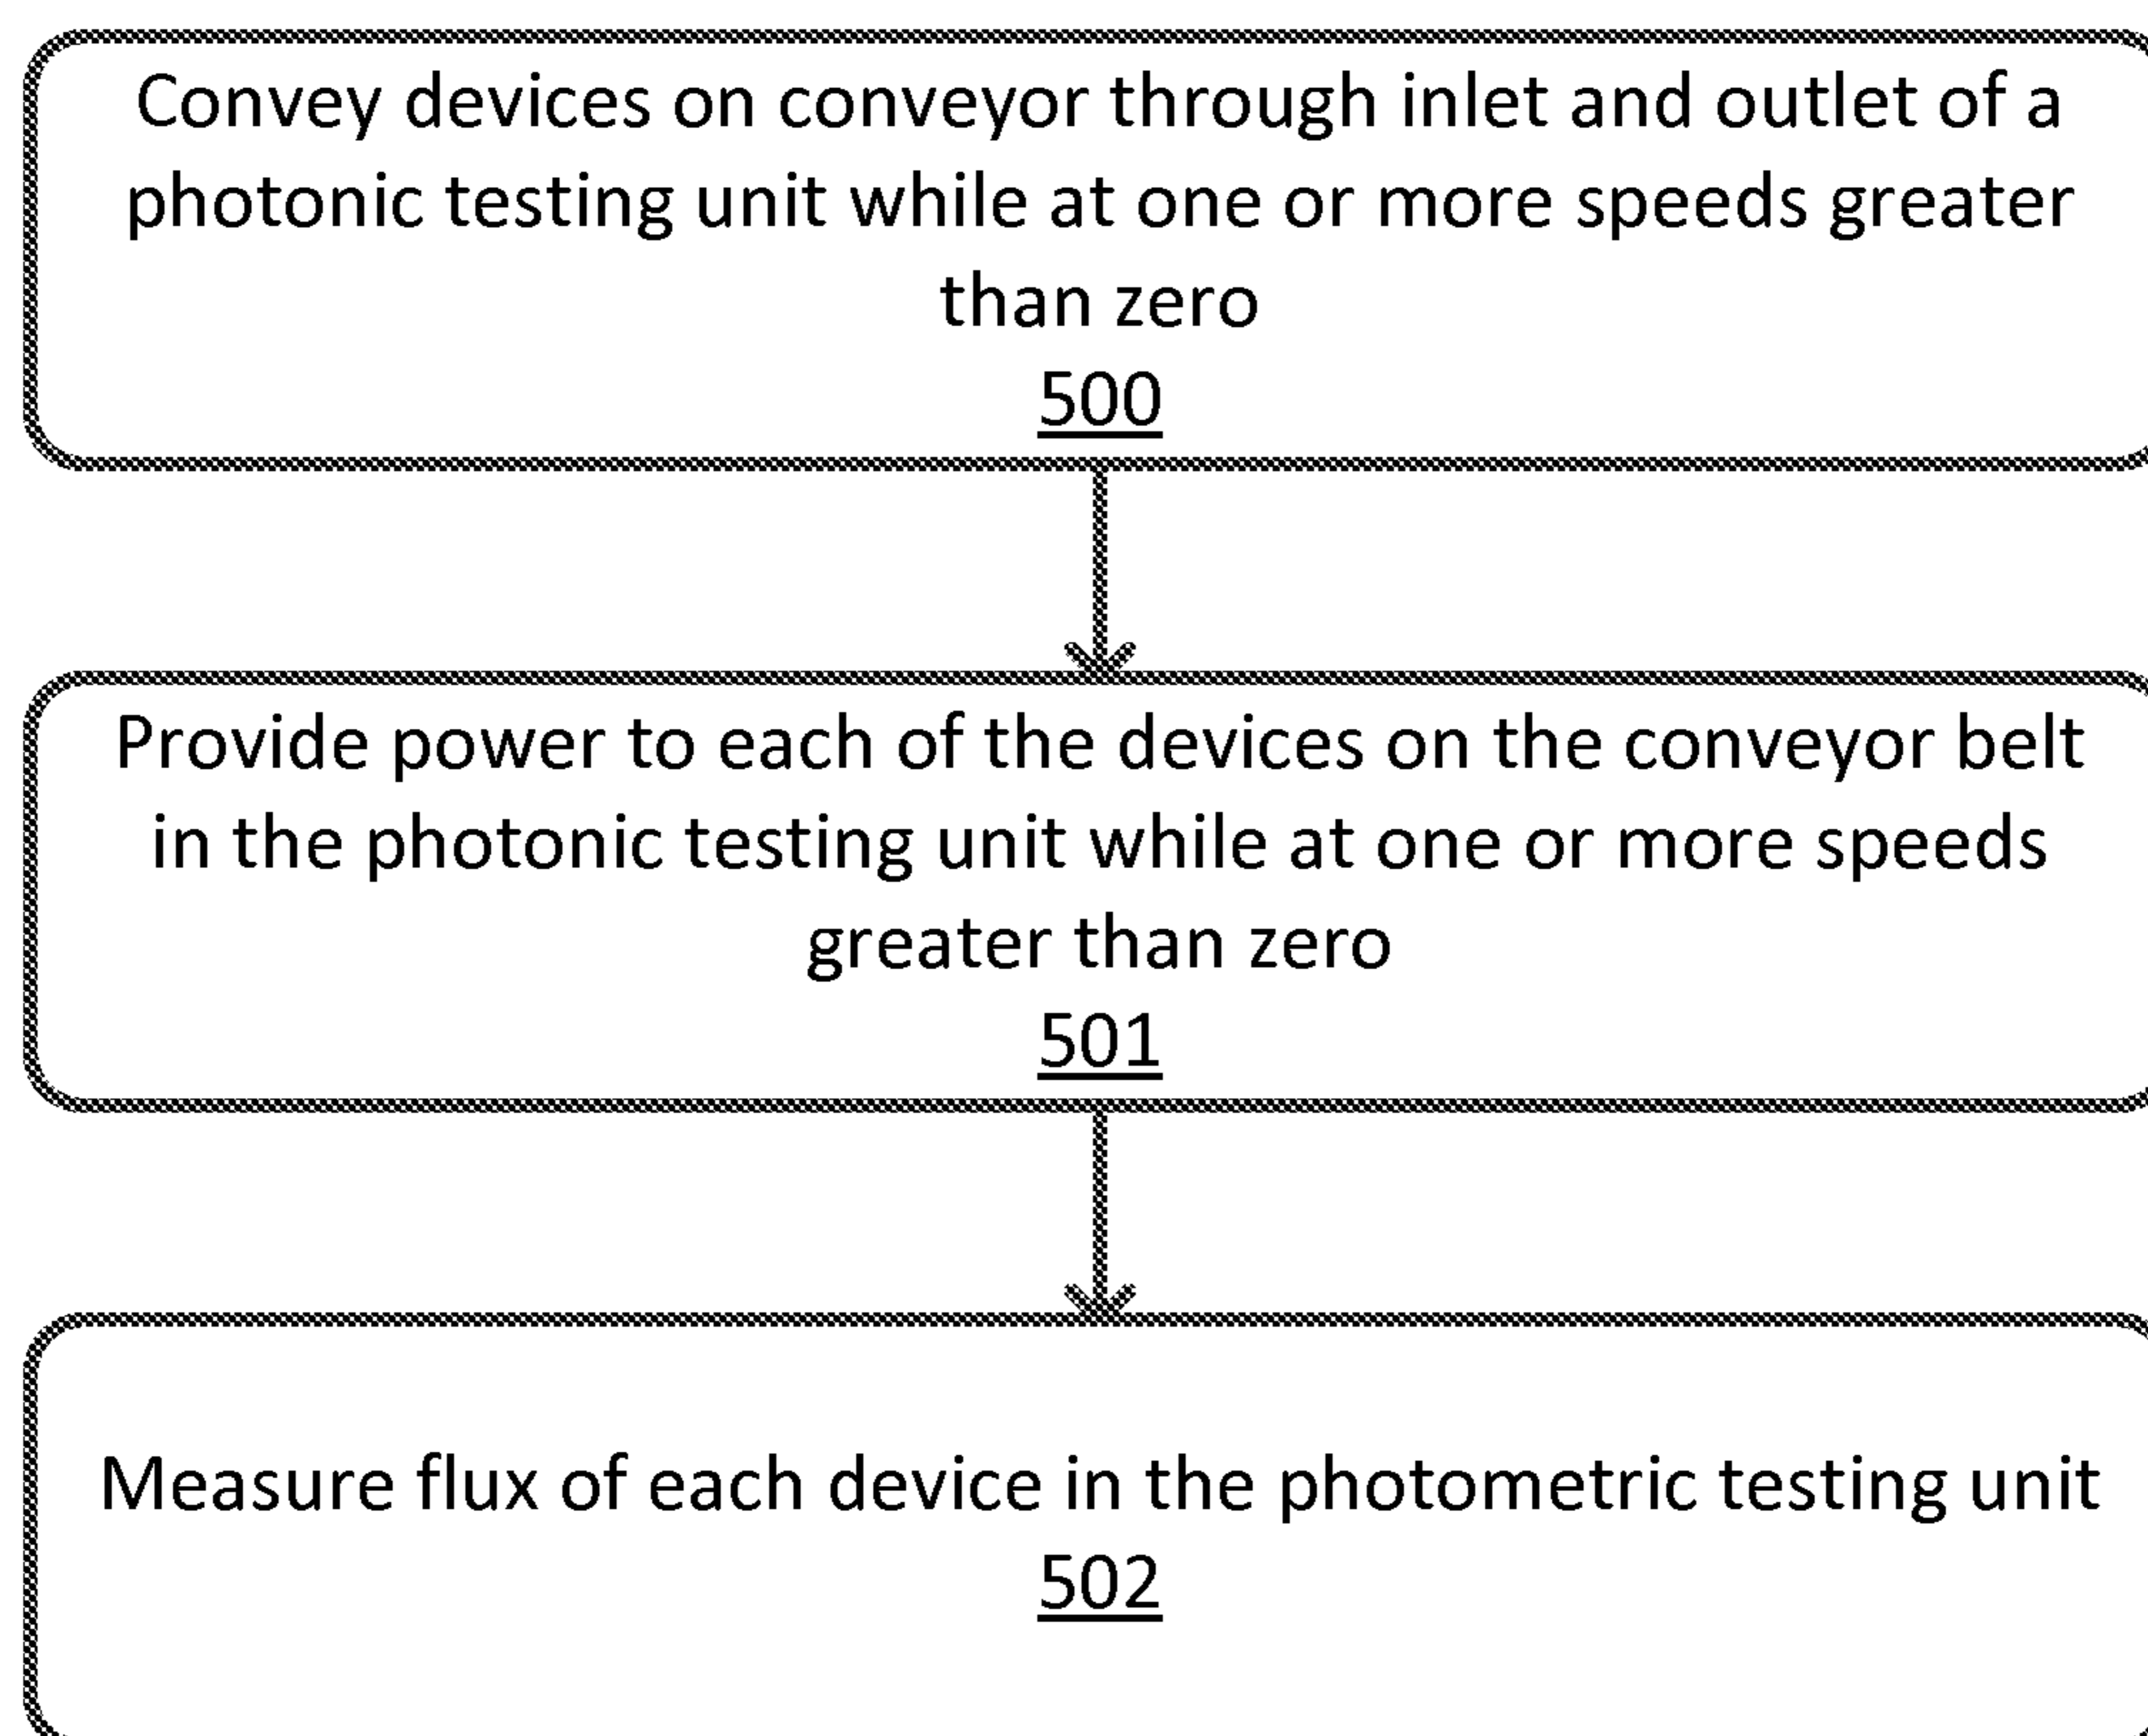 Convey devices on conveyor through inlet and outlet of a
photonic testing unit while at one or more speeds greater
than zero
500
Provide power to each of the devices on the conveyor belt
in the photonic testing unit while at one or more speeds
greater than zero
501
Measure flux of each device in the photometric testing unit
502